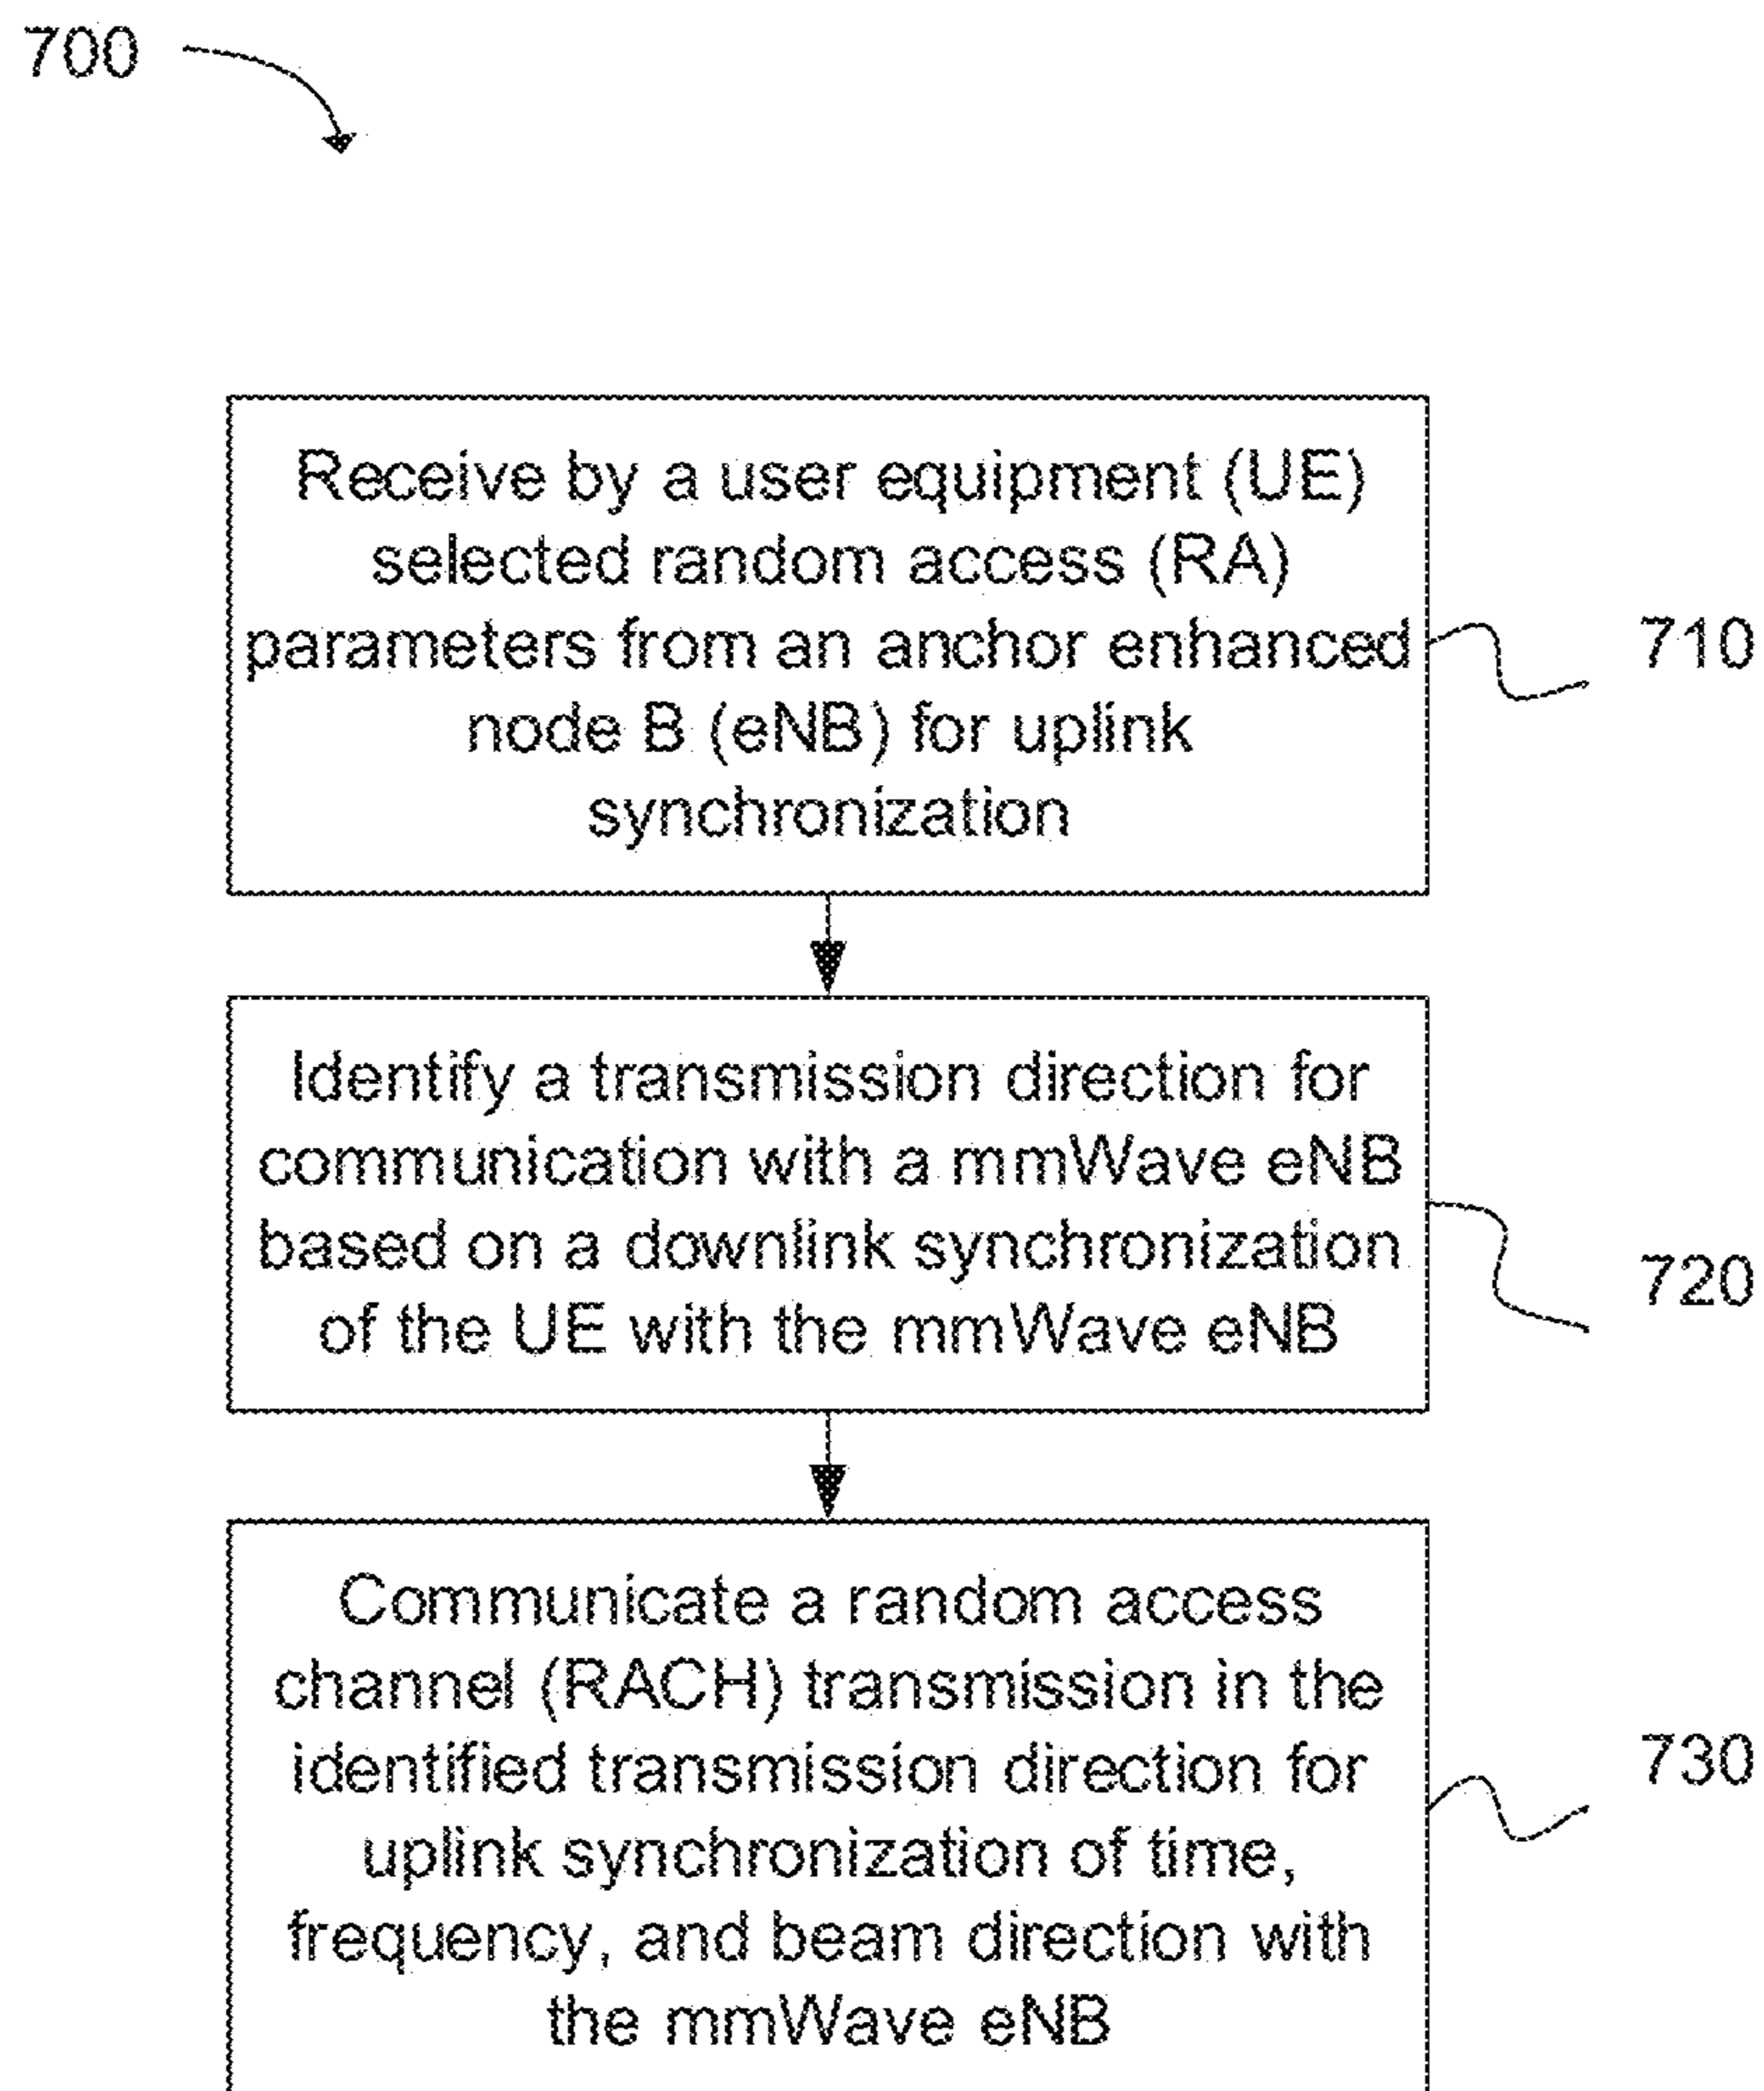 700
Receive by a user equipment (UE)
selected random access (RA)
parameters from an anchor enhanced
node B (eNB) for uplink
synchronization
710
Identify a transmission direction for
communication with a mmWave eNB
based on a downlink synchronization
of the UE with the mmWave eNB
720
Communicate a random access
channel (RACH) transmission in the
identified transmission direction for
uplink synchronization of time,
frequency, and beam direction with
the mmWave eNB
730